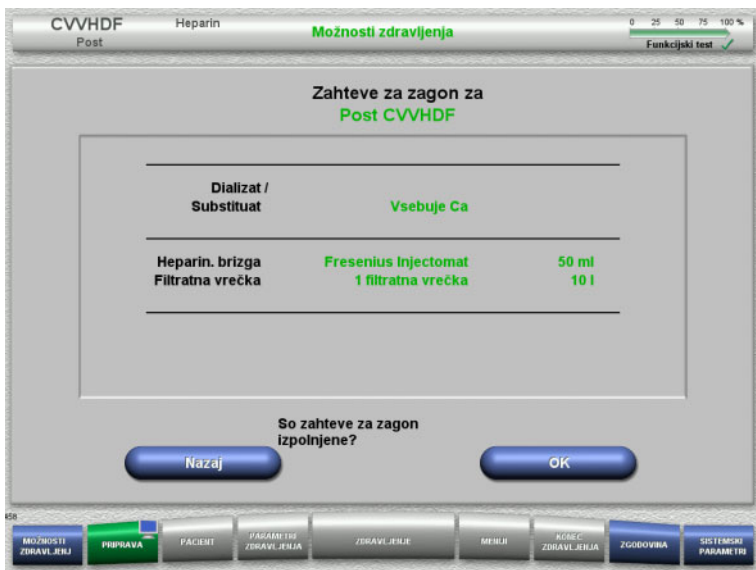 CVVHDF
Post
Heparin
Možnosti zdravljenja
0 25 50 75 100 %
Funkcijski test
Zahteve za zagon za
Post CVVHDF
Dializat /
Substituat Vsebuje Ca
Heparin. brizga Fresenius Injectomat 50 ml
Filtratna vrečka 1 filtratna vrečka 10 l
So zahteve za zagon
izpolnjene?
Nazaj OK
MOŽNOSTI
ZDRAVLJENJ
PRIPRAVA
PACIENT
PARAMETRI
ZDRAVLJENJA
ZDRAVLJENJE
MENIJI
KONEC
ZDRAVLJENJA
ZGODOVINA
SISTEMSKI
PARAMETRI